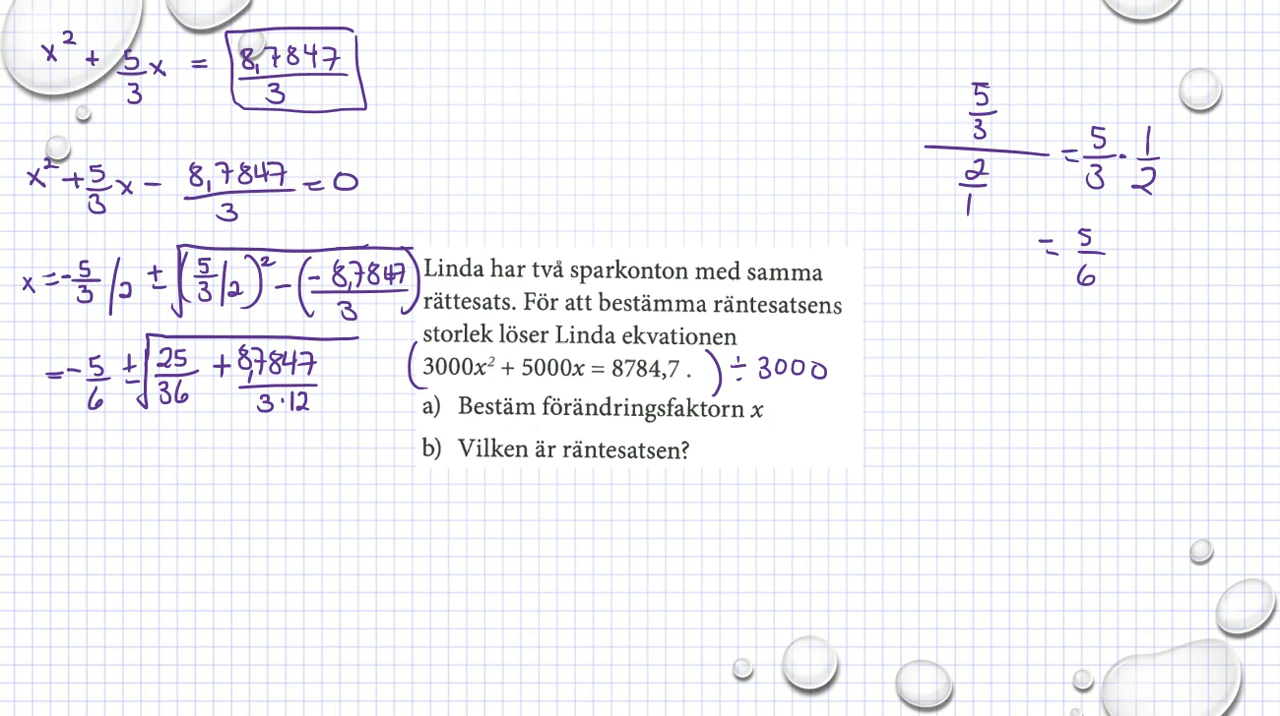 x² + 5/3 x = 8,7847/3
x² + 5/3 x − 8,7847/3 = 0
x = −5/3 /2 ± √((5/3 /2)² − (−8,7847/3))
= −5/6 ± √(25/36 + 8,7847/(3·12))
Linda har två sparkonton med samma
rättesats. För att bestämma räntesatsens
storlek löser Linda ekvationen
(3000x² + 5000x = 8784,7 . ) ÷ 3000
a) Bestäm förändringsfaktorn x
b) Vilken är räntesatsen?
5/3 / 2/1 = 5/3 · 1/2
= 5/6